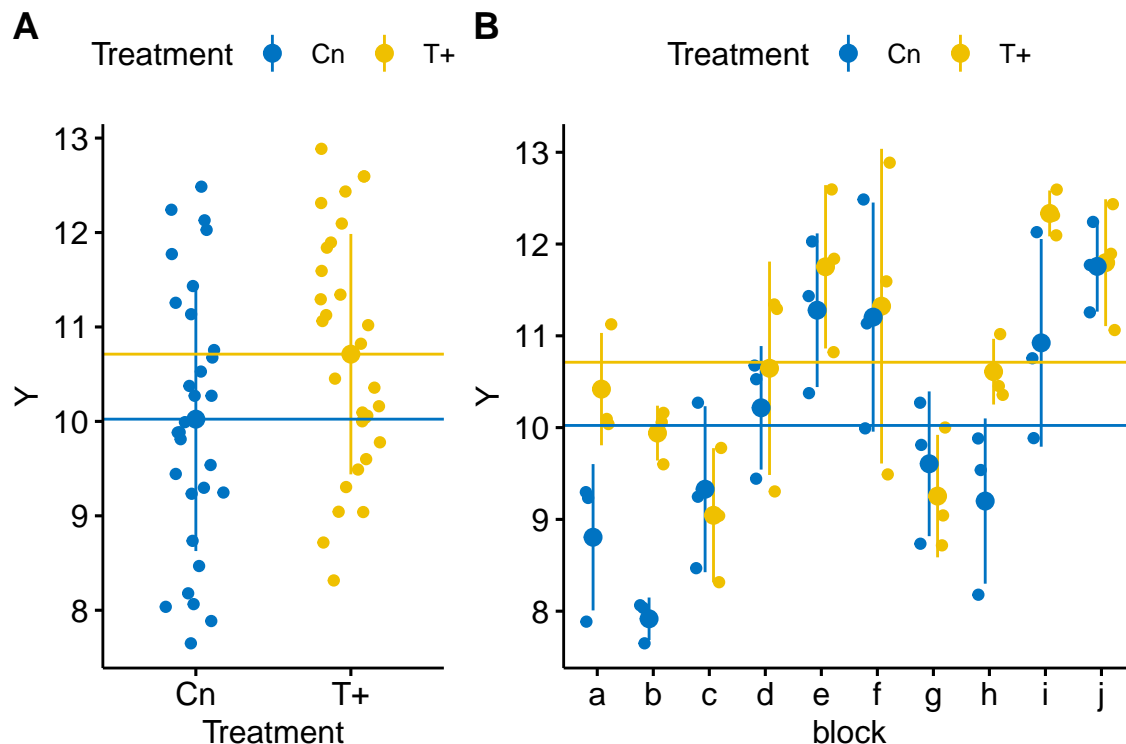 A
Treatment Cn T+
13
12
11
10
9
8
Y
Cn T+
Treatment
B
Treatment Cn T+
13
12
11
10
9
8
Y
a b c d e f g h i j
block